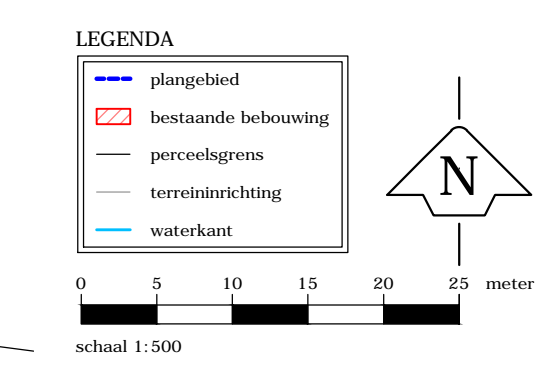 LEGENDA
plangebied
bestaande bebouwing
perceelsgrens
terreininrichting
waterkant
N
0 5 10 15 20 25 meter
schaal 1:500